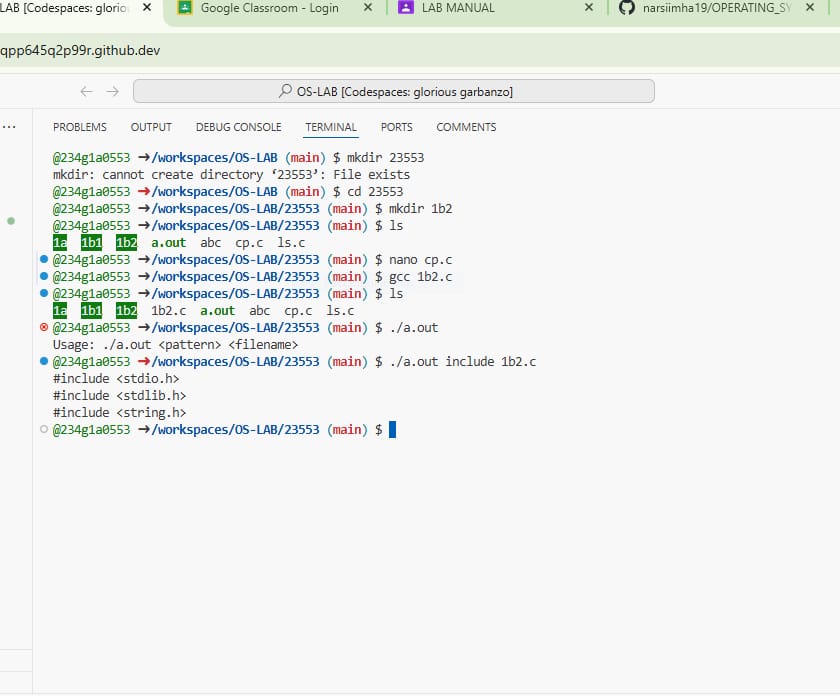 LAB [Codespaces: glorio
Google Classroom - Login
LAB MANUAL
narsiimha19/OPERATING_SY
qpp645q2p99r.github.dev
OS-LAB [Codespaces: glorious garbanzo]
PROBLEMS OUTPUT DEBUG CONSOLE TERMINAL PORTS COMMENTS
@234g1a0553 ➜/workspaces/OS-LAB (main) $ mkdir 23553
mkdir: cannot create directory ‘23553’: File exists
@234g1a0553 ➜/workspaces/OS-LAB (main) $ cd 23553
@234g1a0553 ➜/workspaces/OS-LAB/23553 (main) $ mkdir 1b2
@234g1a0553 ➜/workspaces/OS-LAB/23553 (main) $ ls
1a 1b1 1b2 a.out abc cp.c ls.c
@234g1a0553 ➜/workspaces/OS-LAB/23553 (main) $ nano cp.c
@234g1a0553 ➜/workspaces/OS-LAB/23553 (main) $ gcc 1b2.c
@234g1a0553 ➜/workspaces/OS-LAB/23553 (main) $ ls
1a 1b1 1b2 1b2.c a.out abc cp.c ls.c
@234g1a0553 ➜/workspaces/OS-LAB/23553 (main) $ ./a.out
Usage: ./a.out <pattern> <filename>
@234g1a0553 ➜/workspaces/OS-LAB/23553 (main) $ ./a.out include 1b2.c
#include <stdio.h>
#include <stdlib.h>
#include <string.h>
@234g1a0553 ➜/workspaces/OS-LAB/23553 (main) $